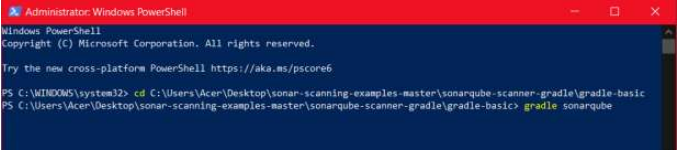 Administrator: Windows PowerShell
Windows PowerShell
Copyright (C) Microsoft Corporation. All rights reserved.
Try the new cross-platform PowerShell https://aka.ms/pscore6
PS C:\WINDOWS\system32> cd C:\Users\Acer\Desktop\sonar-scanning-examples-master\sonarqube-scanner-gradle\gradle-basic
PS C:\Users\Acer\Desktop\sonar-scanning-examples-master\sonarqube-scanner-gradle\gradle-basic> gradle sonarqube